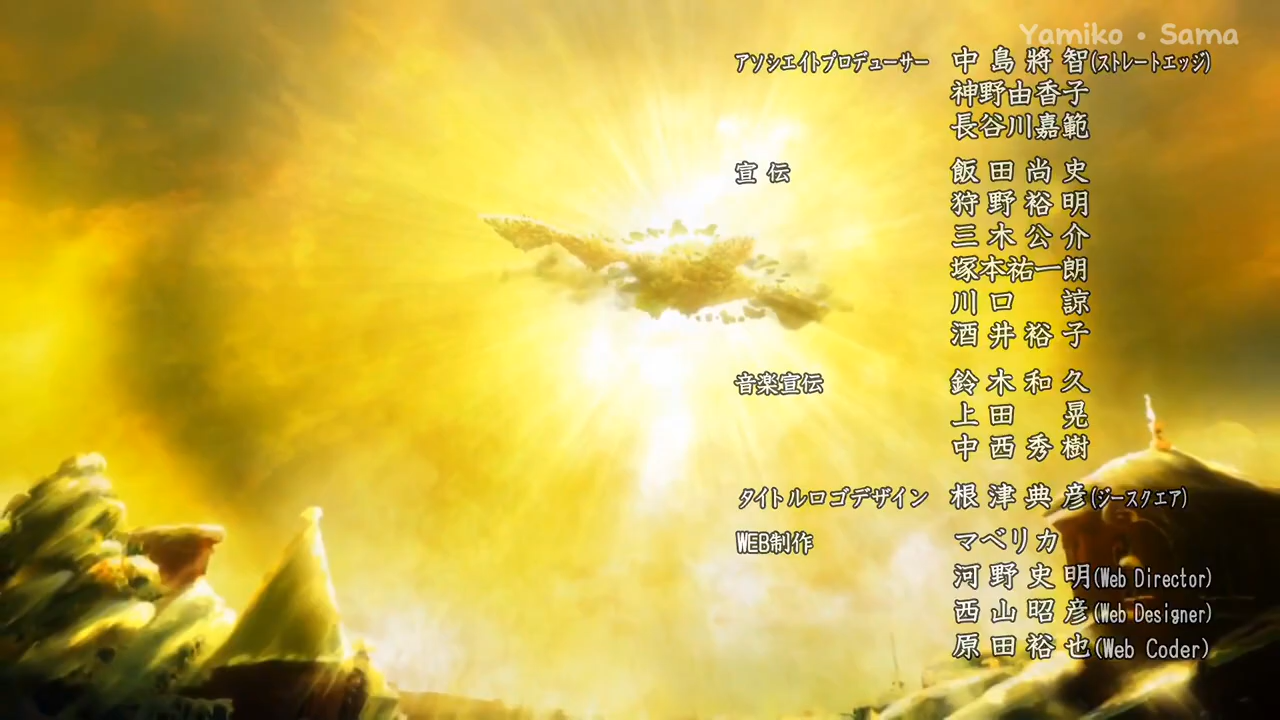 Yamiko • Sama
アソシエイトプロデューサー 中島將智(ストレートエッジ)
神野由香子
長谷川嘉範
宣伝 飯田尚史
狩野裕明
三木公介
塚本祐一朗
川口 諒
酒井裕子
音楽宣伝 鈴木和久
上田 晃
中西秀樹
タイトルロゴデザイン 根津典彦(ジースクエア)
WEB制作 マベリカ
河野史明(Web Director)
西山昭彦(Web Designer)
原田裕也(Web Coder)